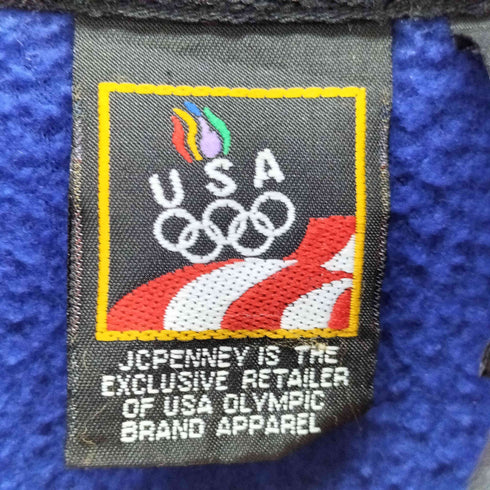 USA
JCPENNEY IS THE
EXCLUSIVE RETAILER
OF USA OLYMPIC
BRAND APPAREL